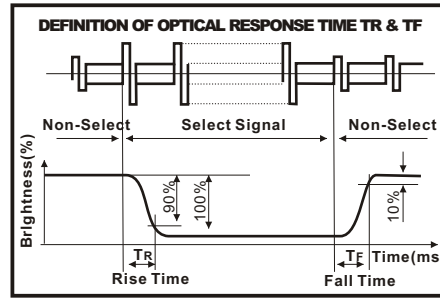 DEFINITION OF OPTICAL RESPONSE TIME TR & TF
Non-Select Select Signal Non-Select
Brightness(%)
90%
100%
10%
TR TF Time(ms
Rise Time Fall Time